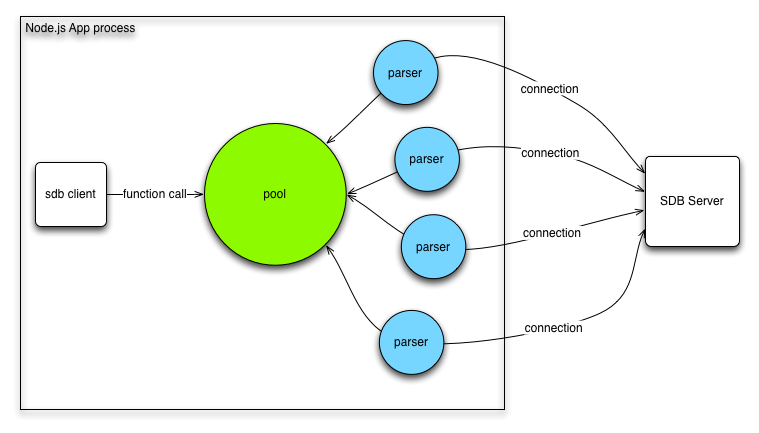 Node.js App process
parser
connection
parser
connection
sdb client
function call
pool
SDB Server
parser
connection
parser
connection